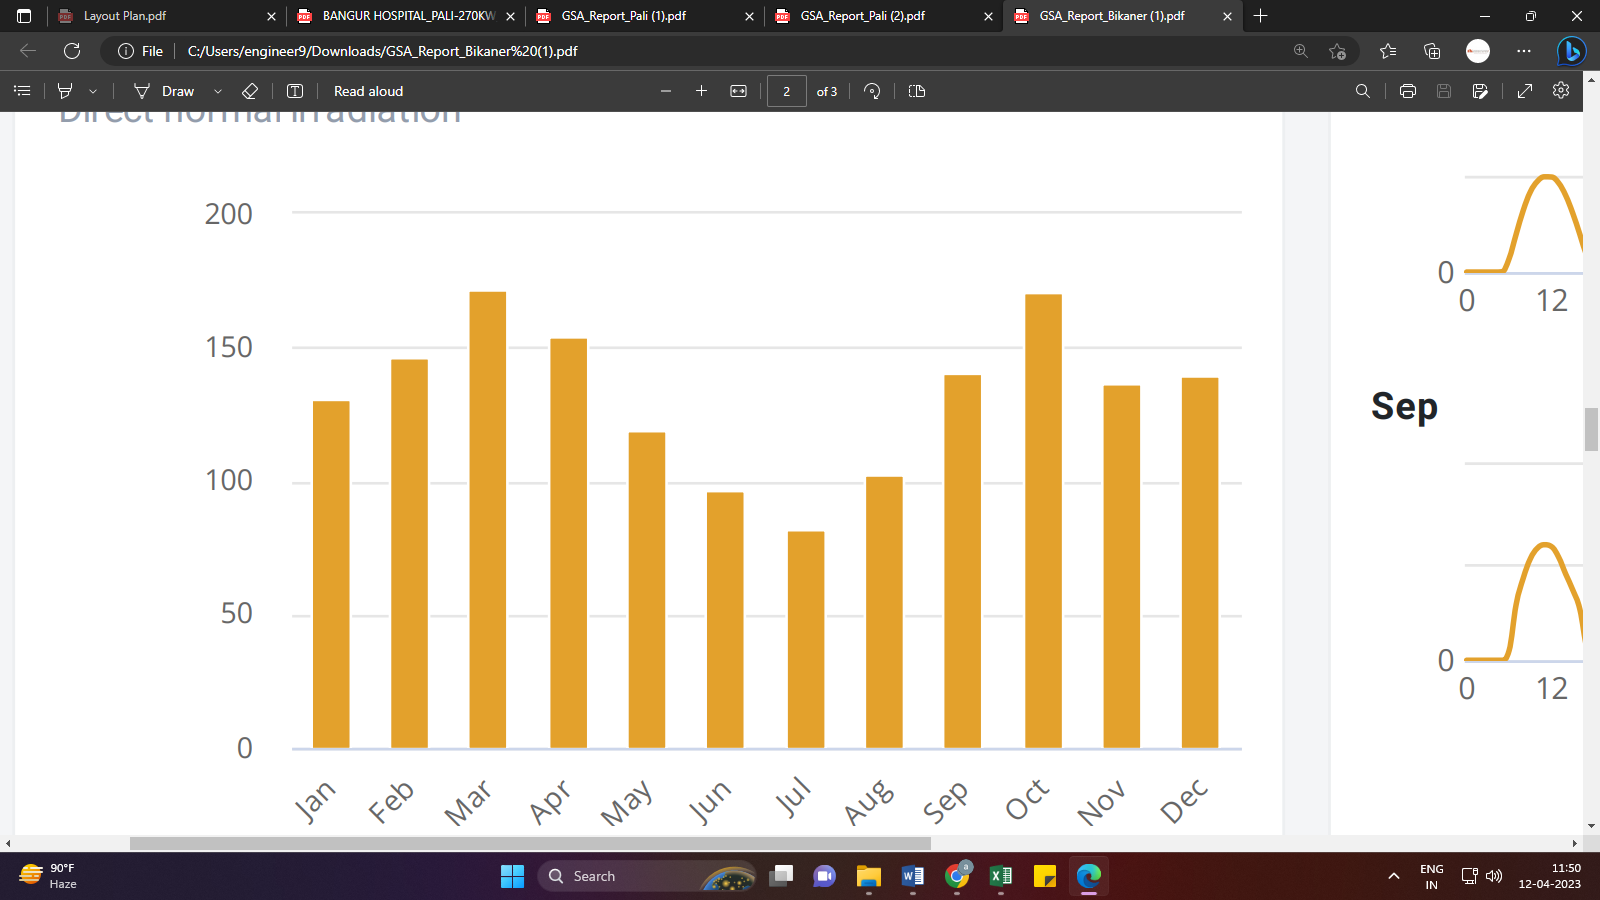 Layout Plan.pdf
BANGUR HOSPITAL_PALI-270KW
GSA_Report_Pali (1).pdf
GSA_Report_Pali (2).pdf
GSA_Report_Bikaner (1).pdf
File
C:/Users/engineer9/Downloads/GSA_Report_Bikaner%20(1).pdf
Draw
Read aloud
2
of 3
Direct normal irradiation
200
150
100
50
0
Jan
Feb
Mar
Apr
May
Jun
Jul
Aug
Sep
Oct
Nov
Dec
0
0
12
Sep
0
0
12
90°F
Haze
Search
ENG
IN
11:50
12-04-2023